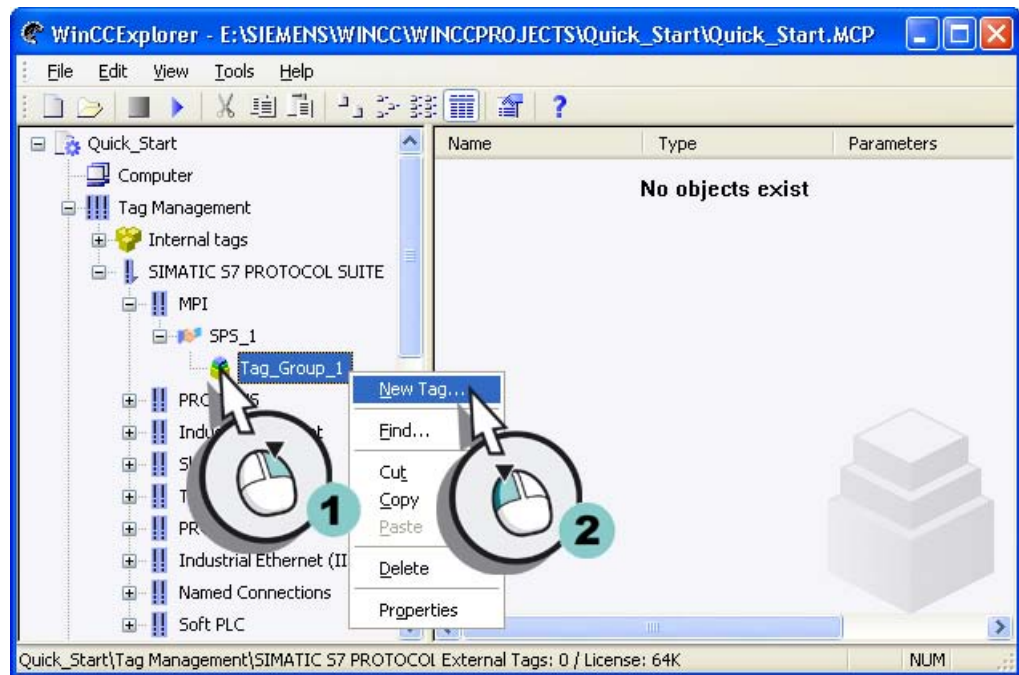 WinCCExplorer - E:\SIEMENS\WINCC\WINCCPROJECTS\Quick_Start\Quick_Start.MCP
File Edit View Tools Help
Name Type Parameters
No objects exist
Quick_Start
Computer
Tag Management
Internal tags
SIMATIC S7 PROTOCOL SUITE
MPI
SPS_1
Tag_Group_1
Industrial Ethernet (II
Named Connections
Soft PLC
New Tag...
Find...
Cut
Copy
Paste
Delete
Properties
1
2
Quick_Start\Tag Management\SIMATIC S7 PROTOCOL External Tags: 0 / License: 64K NUM